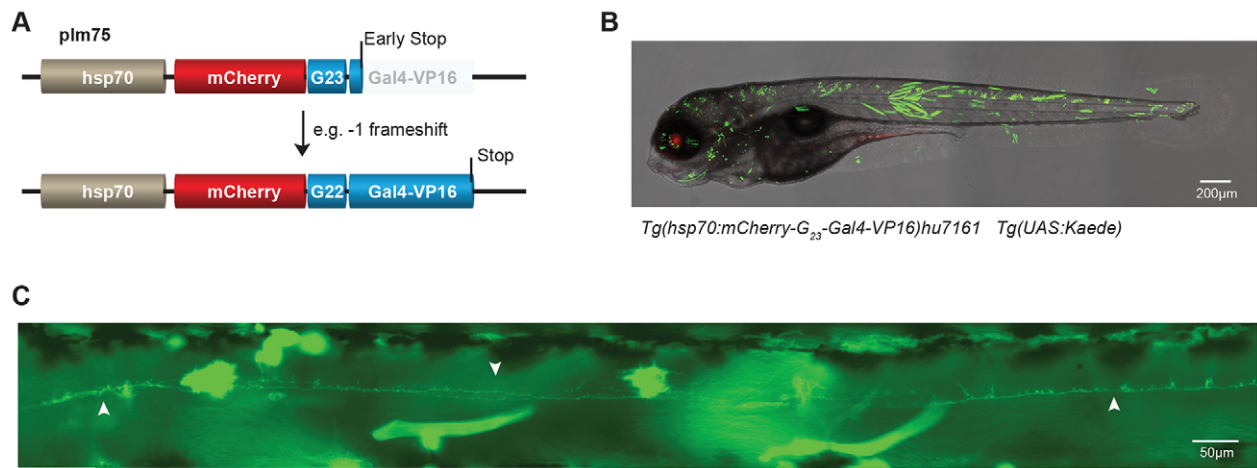 A
pIm75
Early Stop
hsp70 mCherry G23 Gal4-VP16
e.g. -1 frameshift
Stop
hsp70 mCherry G22 Gal4-VP16
B
200µm
Tg(hsp70:mCherry-G23-Gal4-VP16)hu7161 Tg(UAS:Kaede)
C
50µm